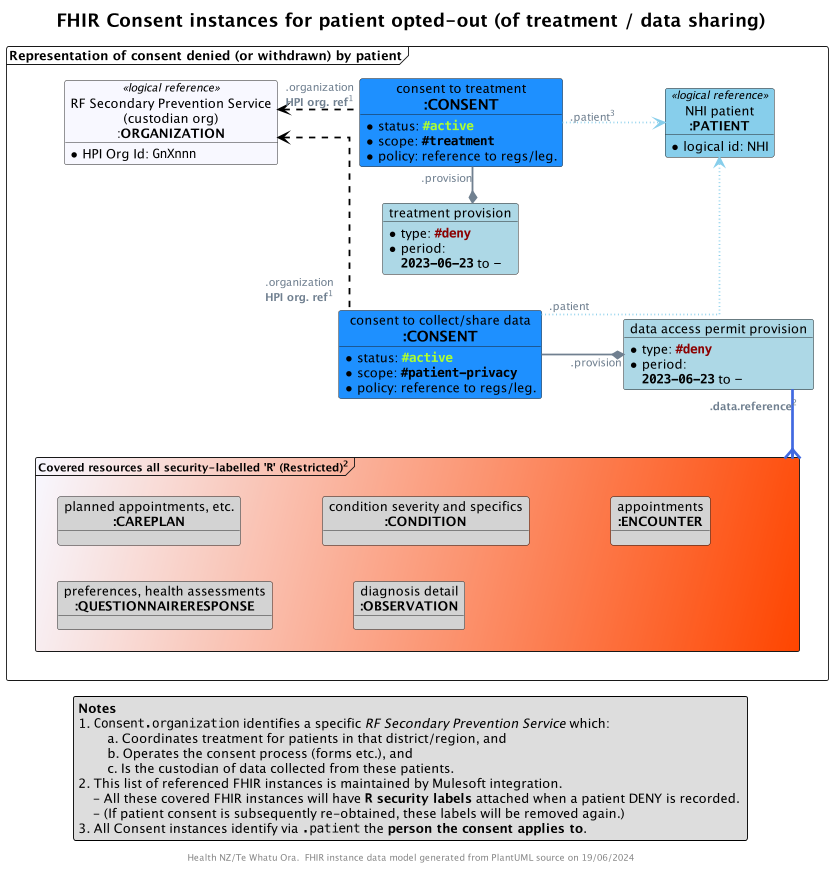 FHIR Consent instances for patient opted-out (of treatment / data sharing)
Representation of consent denied (or withdrawn) by patient
«logical reference»
RF Secondary Prevention Service
(custodian org)
:ORGANIZATION
• HPI Org Id: GnXnnn
.organization
HPI org. ref1
consent to treatment
:CONSENT
• status: #active
• scope: #treatment
• policy: reference to regs/leg.
.patient3
«logical reference»
NHI patient
:PATIENT
• logical id: NHI
.provision
treatment provision
• type: #deny
• period:
2023-06-23 to –
.organization
HPI org. ref1
consent to collect/share data
:CONSENT
• status: #active
• scope: #patient-privacy
• policy: reference to regs/leg.
.patient
.provision
data access permit provision
• type: #deny
• period:
2023-06-23 to –
.data.reference2
Covered resources all security-labelled 'R' (Restricted)2
planned appointments, etc.
:CAREPLAN
condition severity and specifics
:CONDITION
appointments
:ENCOUNTER
preferences, health assessments
:QUESTIONNAIRERESPONSE
diagnosis detail
:OBSERVATION
Notes
1. Consent.organization identifies a specific RF Secondary Prevention Service which:
a. Coordinates treatment for patients in that district/region, and
b. Operates the consent process (forms etc.), and
c. Is the custodian of data collected from these patients.
2. This list of referenced FHIR instances is maintained by Mulesoft integration.
– All these covered FHIR instances will have R security labels attached when a patient DENY is recorded.
– (If patient consent is subsequently re-obtained, these labels will be removed again.)
3. All Consent instances identify via .patient the person the consent applies to.
Health NZ/Te Whatu Ora. FHIR instance data model generated from PlantUML source on 19/06/2024